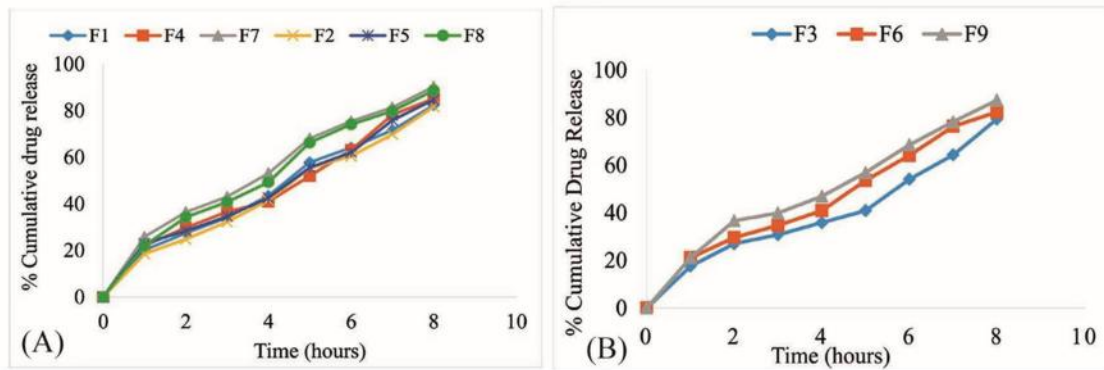 F1 F4 F7 F2 F5 F8
% Cumulative drug release
100
80
60
40
20
0
0 2 4 6 8 10
Time (hours)
(A)
F3 F6 F9
% Cumulative Drug Release
100
80
60
40
20
0
0 2 4 6 8 10
Time (hours)
(B)